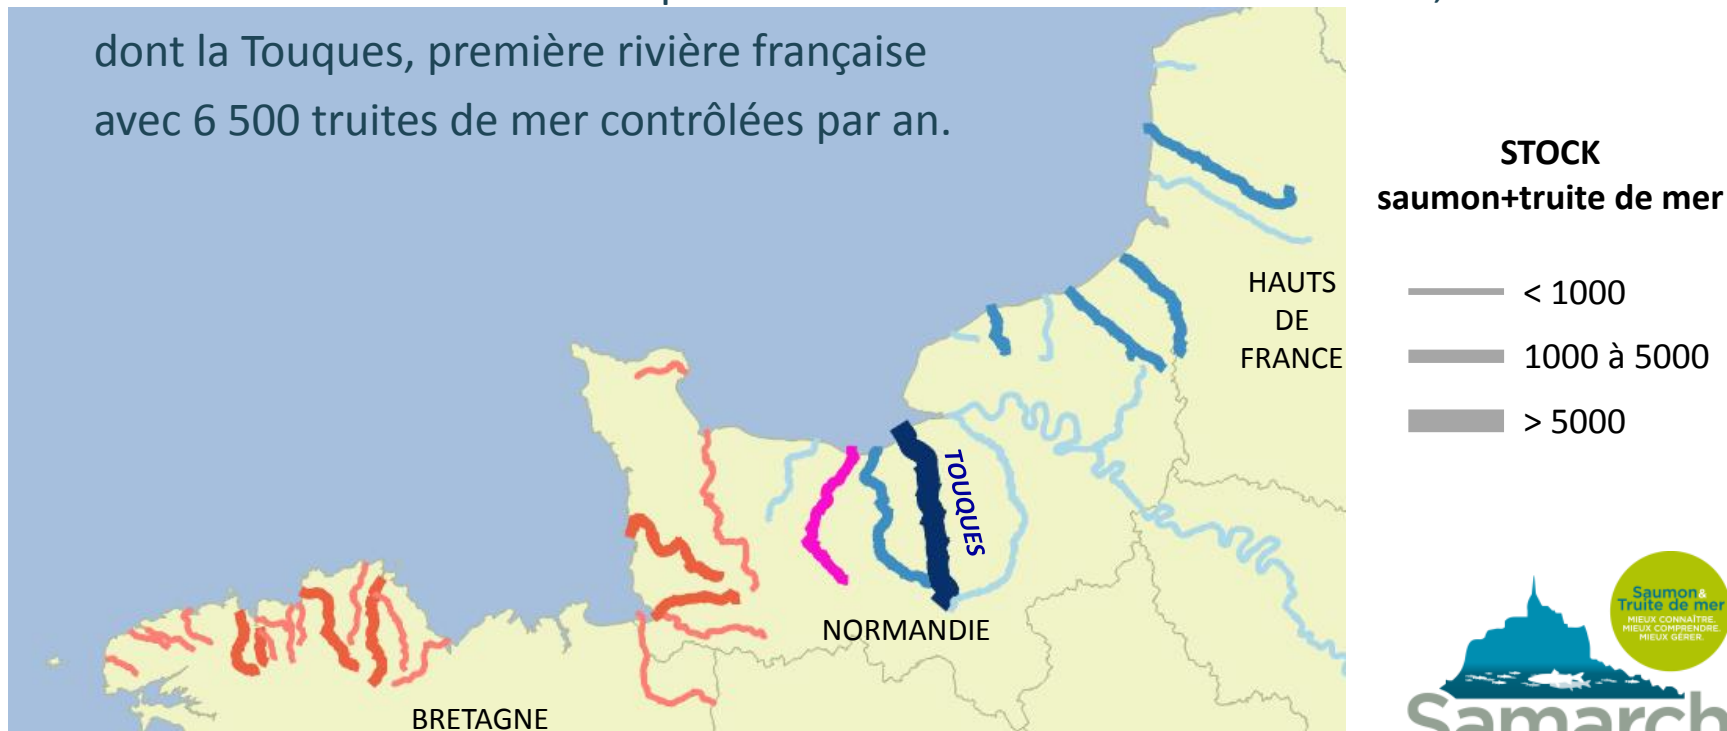 dont la Touques, première rivière française
avec 6 500 truites de mer contrôlées par an.
STOCK
saumon+truite de mer
< 1000
1000 à 5000
> 5000
HAUTS
DE
FRANCE
TOUQUES
NORMANDIE
BRETAGNE
Saumon &
Truite de mer
MIEUX CONNAÎTRE.
MIEUX COMPRENDRE.
MIEUX GÉRER.
Samarch